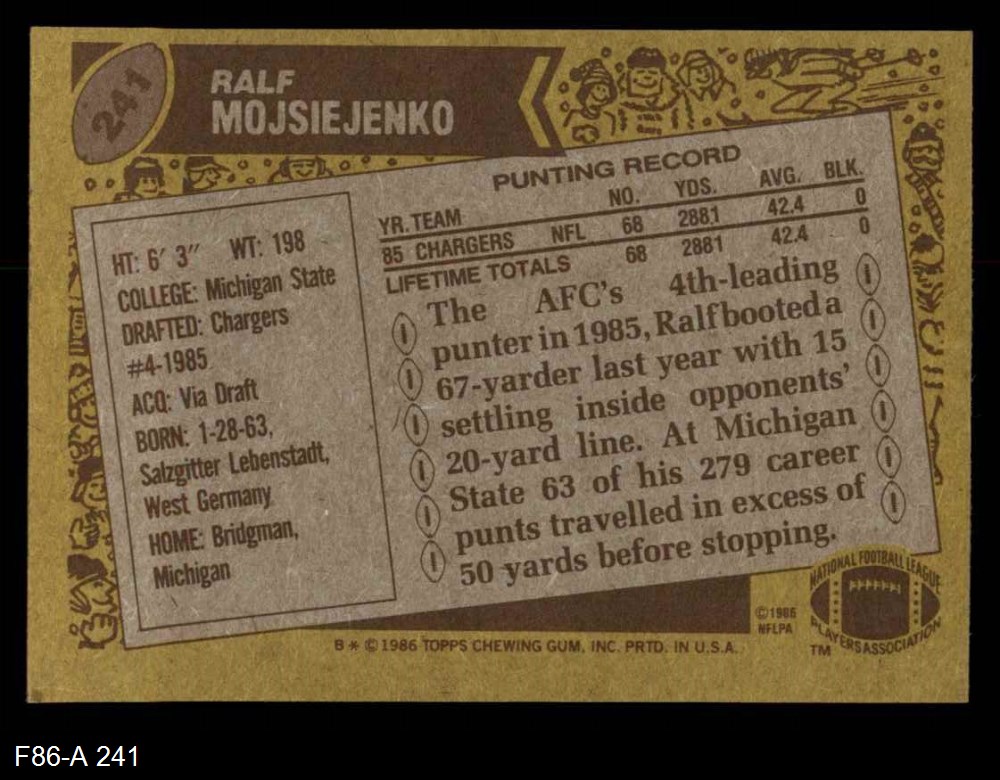 241
RALF
MOJSIEJENKO
PUNTING RECORD
YR. TEAM NO. YDS. AVG. BLK.
85 CHARGERS NFL 68 2881 42.4 0
LIFETIME TOTALS 68 2881 42.4 0
HT: 6′ 3″ WT: 198
COLLEGE: Michigan State
DRAFTED: Chargers
#4-1985
ACQ: Via Draft
BORN: 1-28-63,
Salzgitter Lebenstadt,
West Germany
HOME: Bridgman,
Michigan
The AFC's 4th-leading
punter in 1985, Ralf booted a
67-yarder last year with 15
settling inside opponents'
20-yard line. At Michigan
State 63 of his 279 career
punts travelled in excess of
50 yards before stopping.
©1986
NFLPA
NATIONAL FOOTBALL LEAGUE
PLAYERS ASSOCIATION
TM
B * © 1986 TOPPS CHEWING GUM, INC. PRTD. IN U.S.A.
F86-A 241